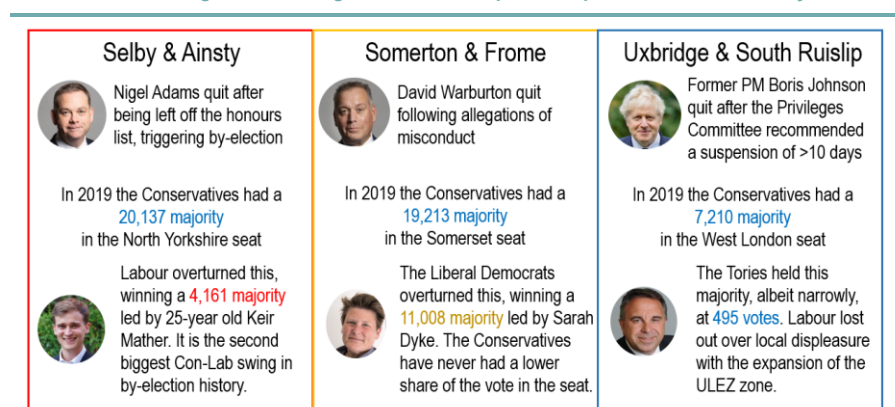 Selby & Ainsty
Nigel Adams quit after
being left off the honours
list, triggering by-election
In 2019 the Conservatives had a
20,137 majority
in the North Yorkshire seat
Labour overturned this,
winning a 4,161 majority
led by 25-year old Keir
Mather. It is the second
biggest Con-Lab swing in
by-election history.
Somerton & Frome
David Warburton quit
following allegations of
misconduct
In 2019 the Conservatives had a
19,213 majority
in the Somerset seat
The Liberal Democrats
overturned this, winning a
11,008 majority led by Sarah
Dyke. The Conservatives
have never had a lower
share of the vote in the seat.
Uxbridge & South Ruislip
Former PM Boris Johnson
quit after the Privileges
Committee recommended
a suspension of >10 days
In 2019 the Conservatives had a
7,210 majority
in the West London seat
The Tories held this
majority, albeit narrowly,
at 495 votes. Labour lost
out over local displeasure
with the expansion of the
ULEZ zone.